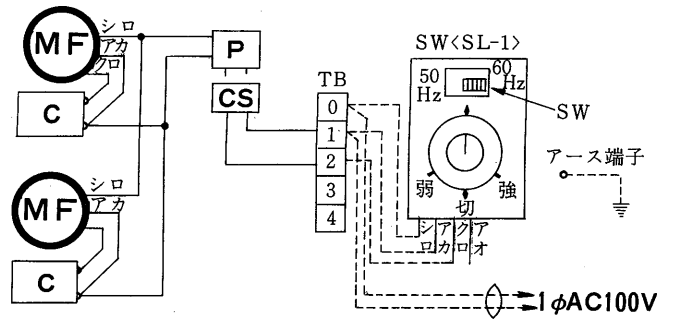 シロ
MF
アカ
クロ
C
P
CS
シロ
MF
アカ
C
TB
0
1
2
3
4
SW<SL-1>
50
Hz
60
Hz
SW
弱
強
切
シロ
アカ
クロ
アオ
アース端子
1φAC100V